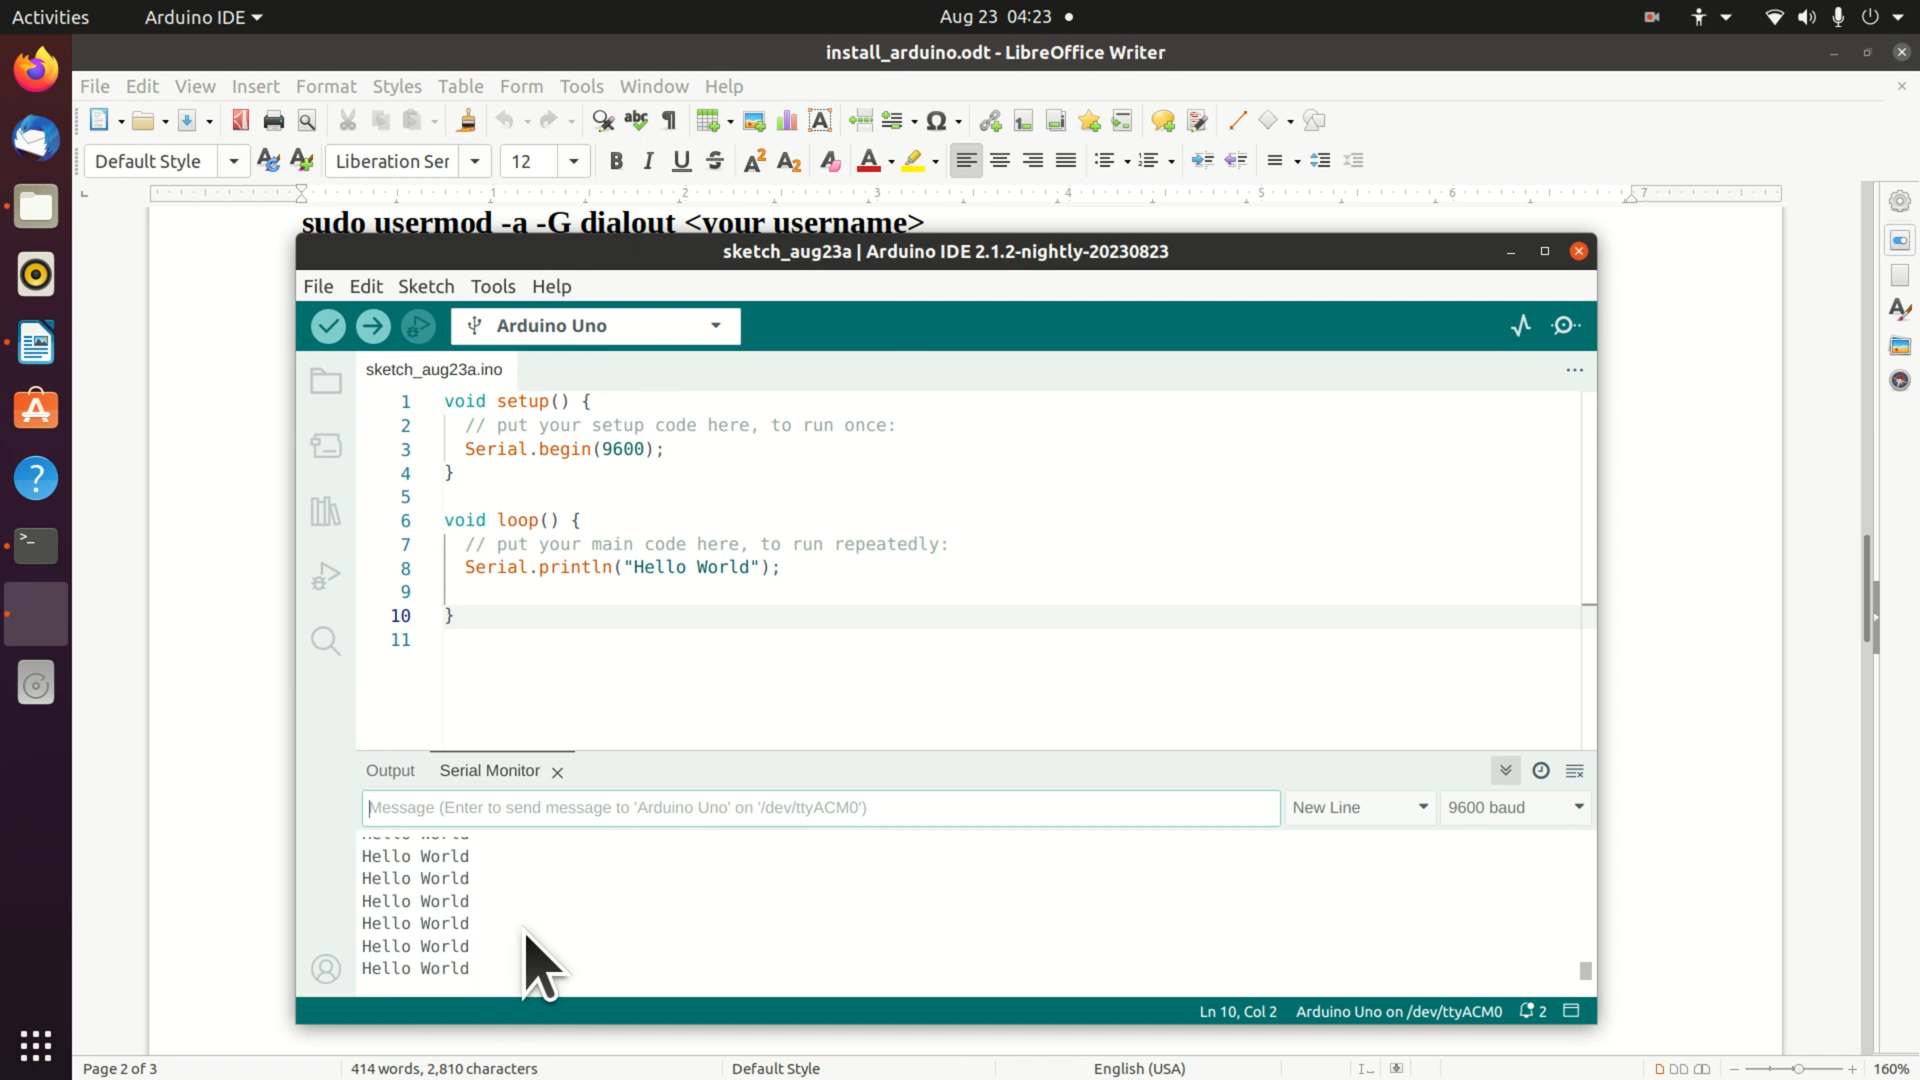 Activities
Arduino IDE
Aug 23 04:23
install_arduino.odt - LibreOffice Writer
File Edit View Insert Format Styles Table Form Tools Window Help
Default Style
Liberation Ser
12
1 2 3 4 5 6 7
sudo usermod -a -G dialout <your username>
sketch_aug23a | Arduino IDE 2.1.2-nightly-20230823
File Edit Sketch Tools Help
Arduino Uno
sketch_aug23a.ino
1 void setup() {
2 // put your setup code here, to run once:
3 Serial.begin(9600);
4 }
5
6 void loop() {
7 // put your main code here, to run repeatedly:
8 Serial.println("Hello World");
9
10 }
11
Output Serial Monitor
Message (Enter to send message to 'Arduino Uno' on '/dev/ttyACM0')
New Line
9600 baud
Hello World
Hello World
Hello World
Hello World
Hello World
Hello World
Ln 10, Col 2 Arduino Uno on /dev/ttyACM0 2
Page 2 of 3
414 words, 2,810 characters
Default Style
English (USA)
160%